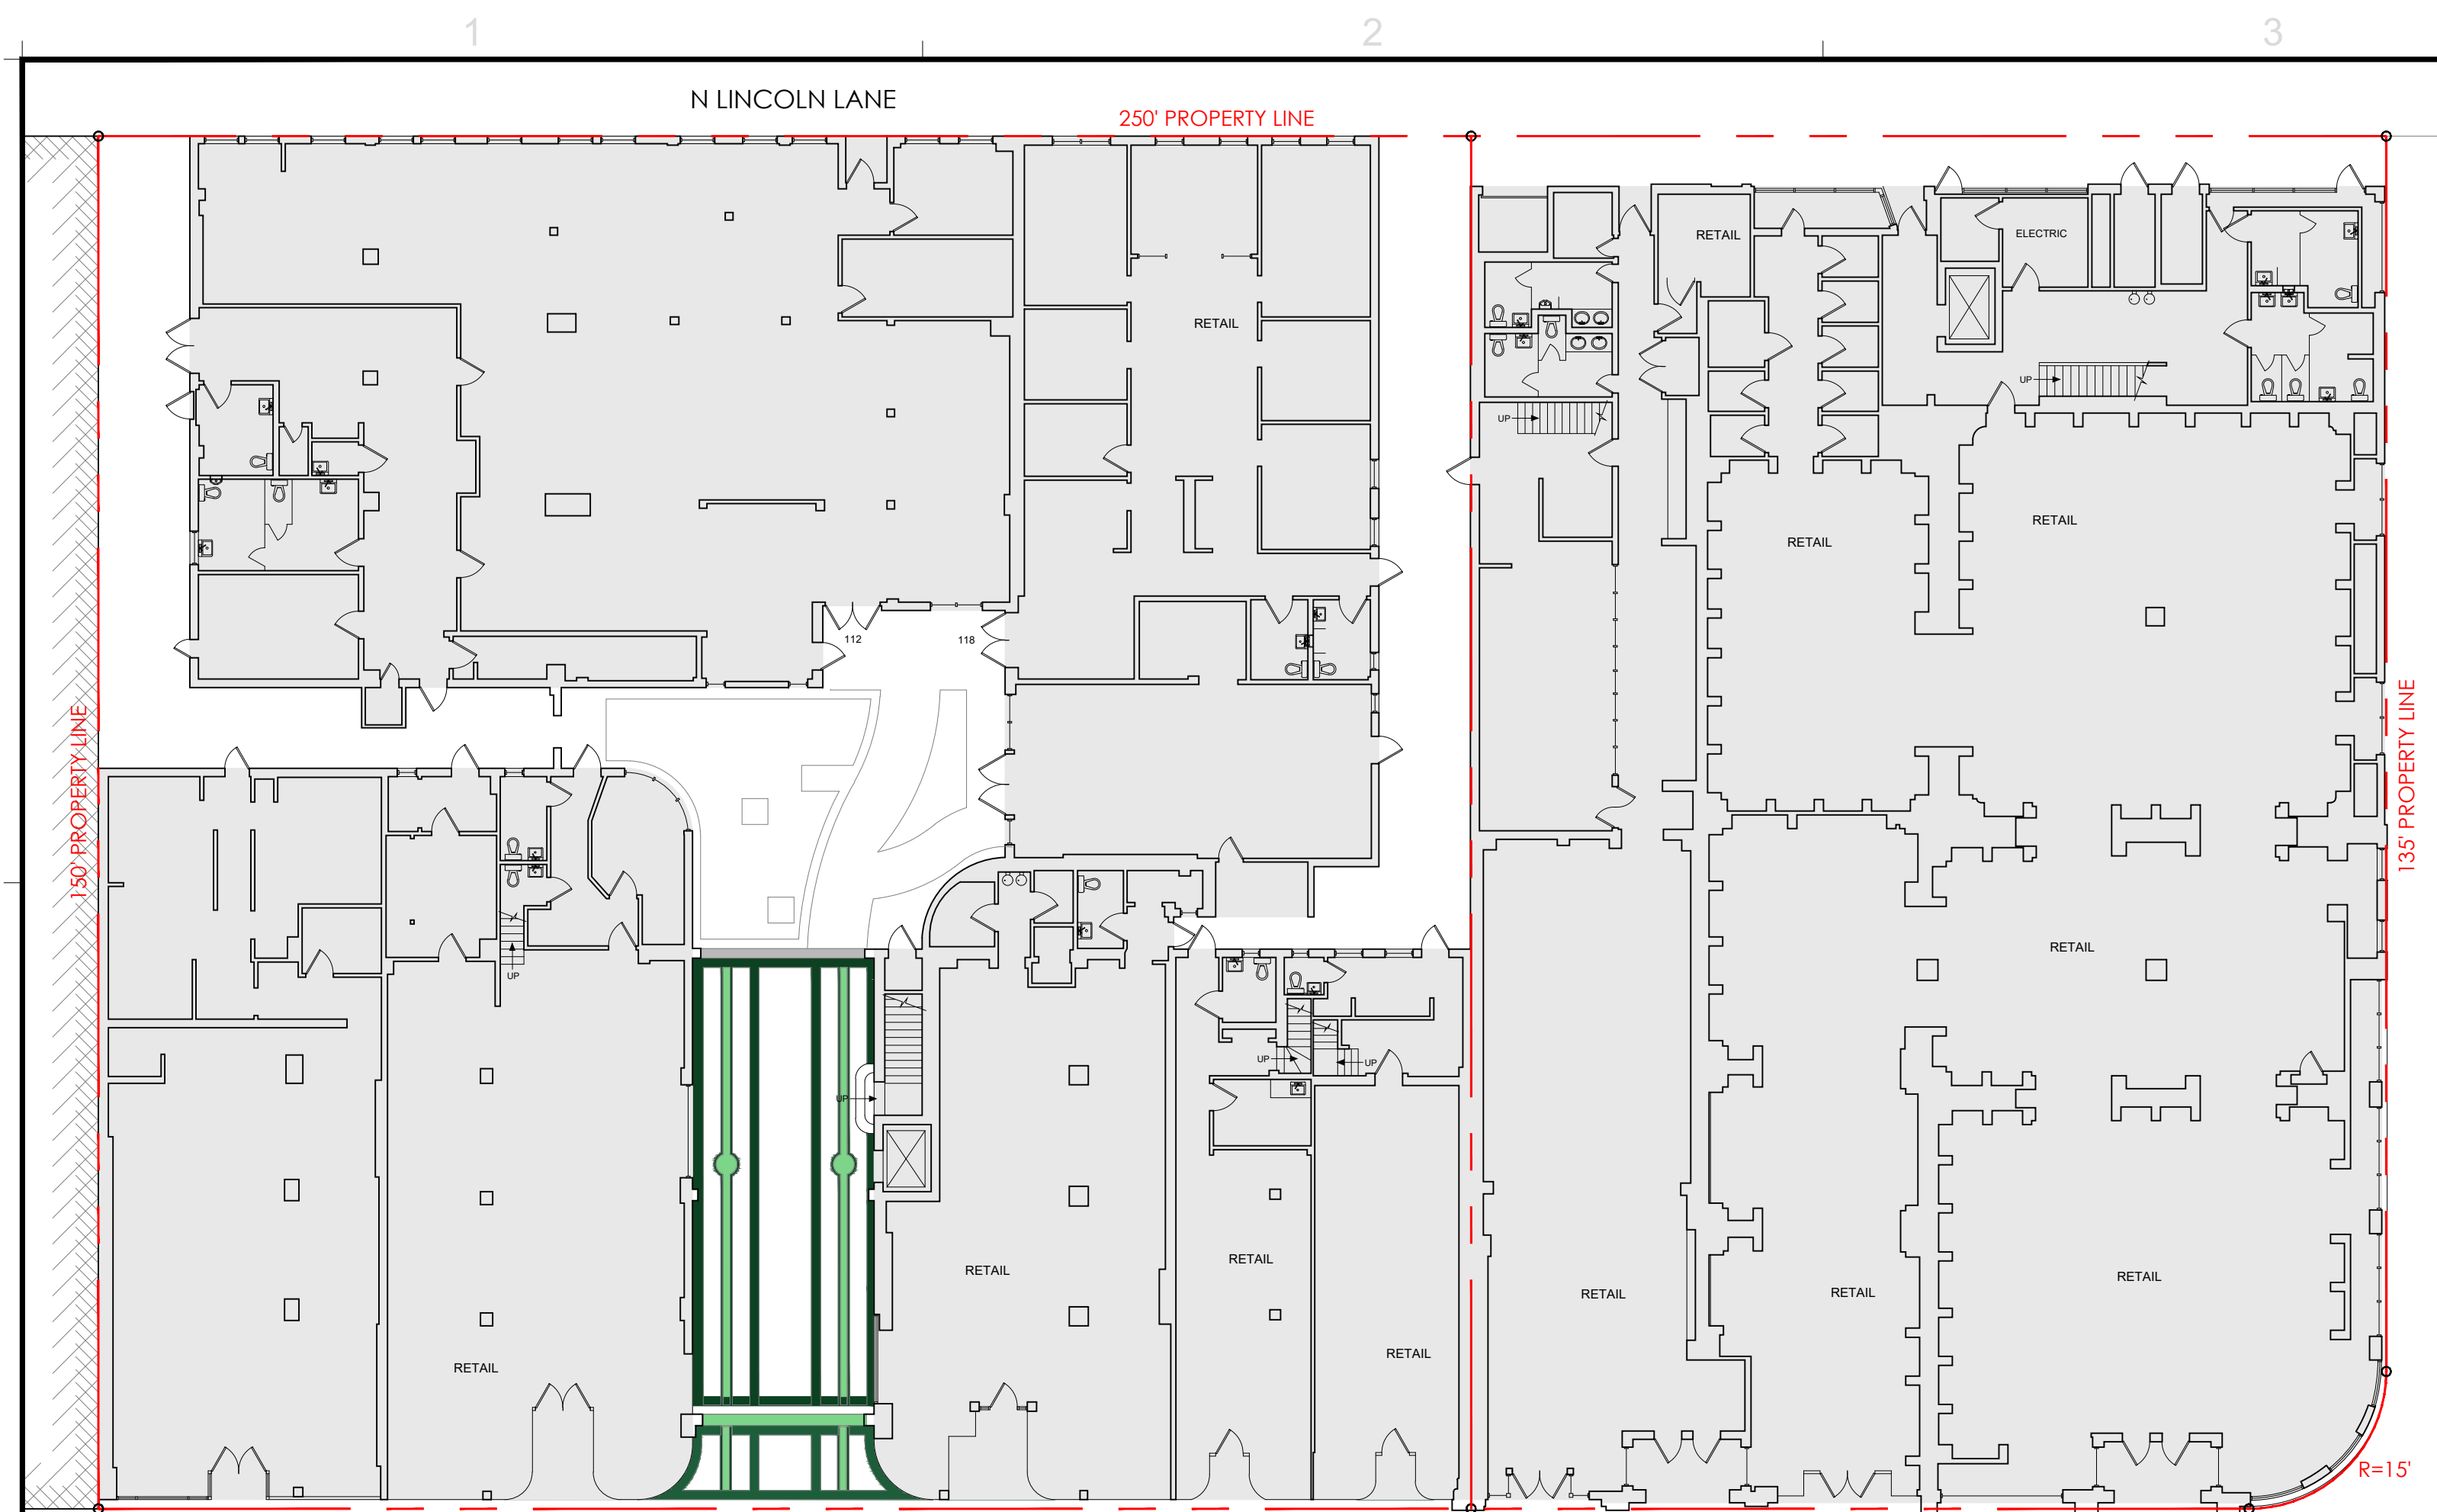 1
2
3
N LINCOLN LANE
250' PROPERTY LINE
RETAIL
ELECTRIC
RETAIL
UP
UP
RETAIL
RETAIL
112
118
150' PROPERTY LINE
135' PROPERTY LINE
RETAIL
UP
UP
UP
UP
RETAIL
RETAIL
RETAIL
RETAIL
RETAIL
RETAIL
RETAIL
R=15'